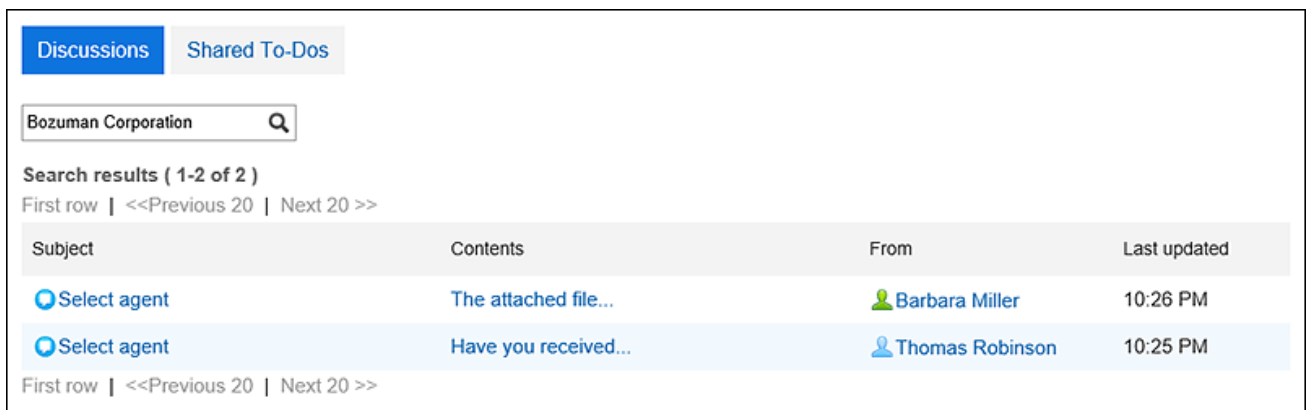 Discussions Shared To-Dos
Bozuman Corporation
Search results ( 1-2 of 2 )
First row | <<Previous 20 | Next 20 >>
Subject Contents From Last updated
Select agent The attached file... Barbara Miller 10:26 PM
Select agent Have you received... Thomas Robinson 10:25 PM
First row | <<Previous 20 | Next 20 >>